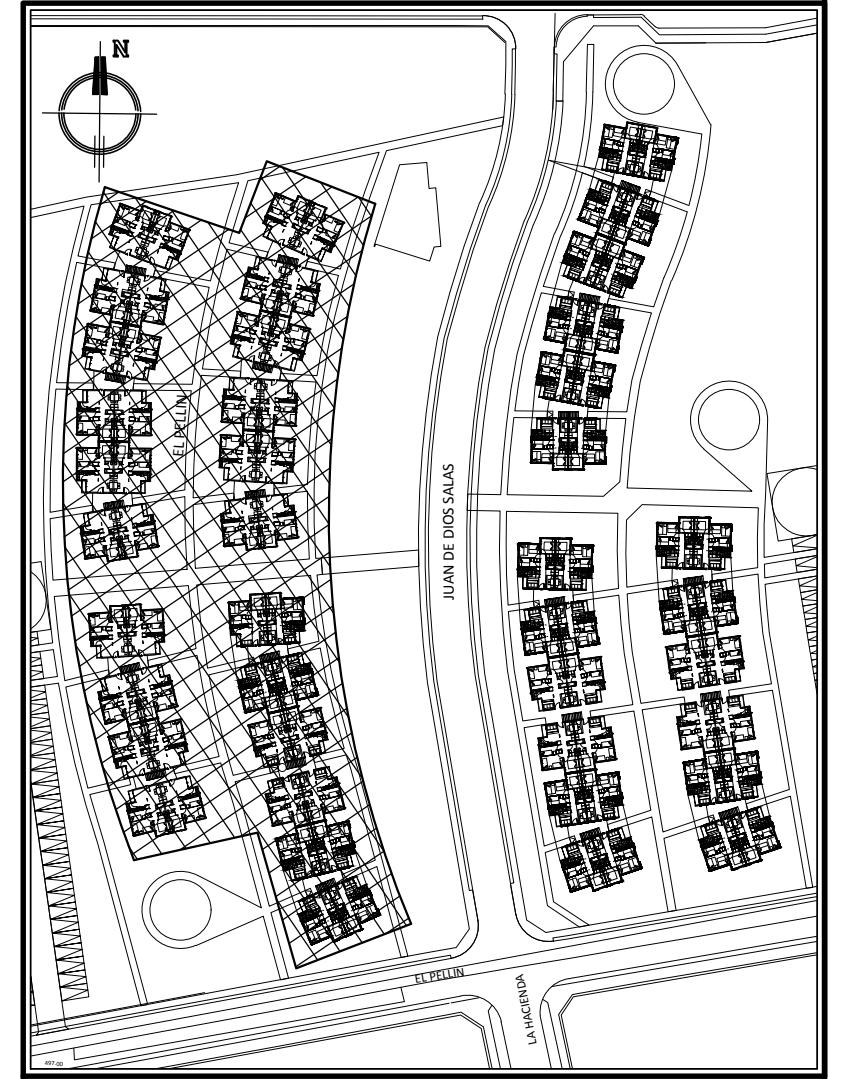 N
EL PELLIN
JUAN DE DIOS SALAS
EL PELLIN
LA HACIENDA
497.00